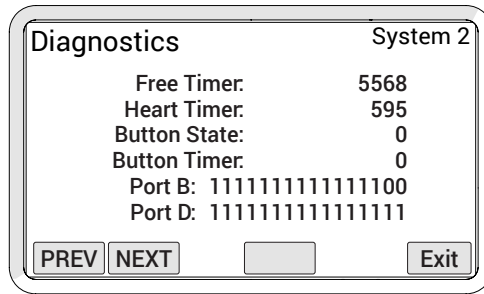 Diagnostics System 2
Free Timer: 5568
Heart Timer: 595
Button State: 0
Button Timer: 0
Port B: 1111111111111100
Port D: 1111111111111111
PREV NEXT Exit